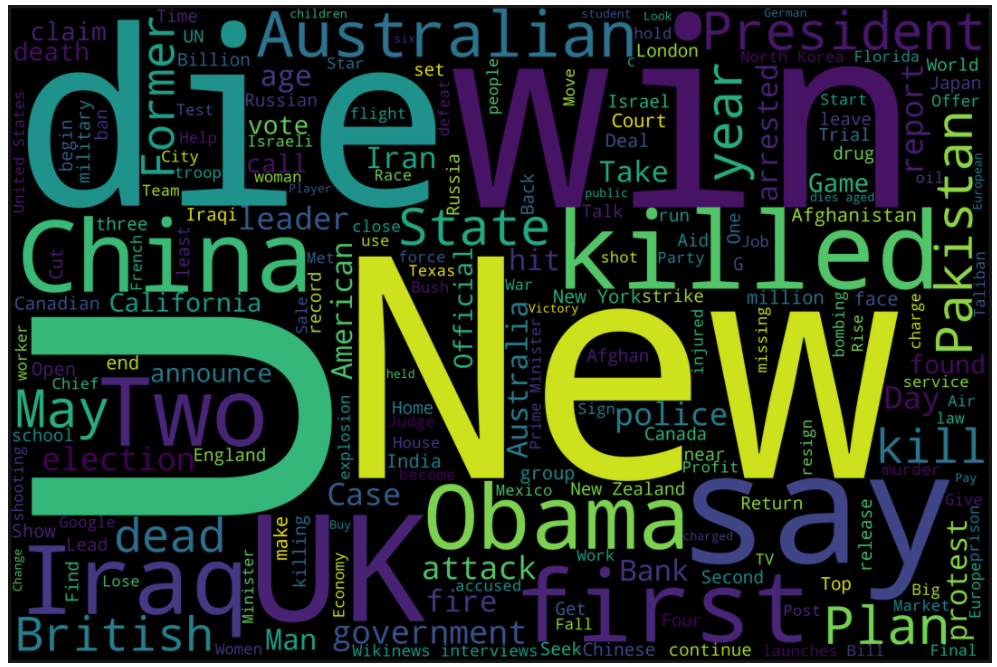 claim Time children Australian student hold London German President
death UN Billion Star six Look c North Korea Florida
die win
Former age Russian set defeat people Move Israel Court year arrested Start World Japan Offer report
United states begin military ban Test Help flight vote Israeli Iran Russia Deal Trial leave drug oil
City troop Team woman call Race Player Back Take public Game dies aged European
China three Cut French least Iraqi leader close State Talk run One Job killed Afghanistan Pakistan
Canadian California Sale Met record use force American Texas Bush Official hit War shot Aid Party G
Victory New York strike million face bombing Rise charge Taliban
U New
worker Open end announce held Home Judge Australia Afghan Prime Minister injured missing found
May Two Chief school England election explosion House India become Sign police Canada near Profit Day service Air law
shooting Case group Mexico New Zealand Return resign murder kill
Show Google dead Iraq UK make Buy Obama say Give Pay
Change Find Lead Lose Minister killing Economy attack accused Work charged TV release Europe prison protest
British Women Man fire government Get Fall Bank Second first Four Post Top Plan Big Market
Wikinews interviews Seek Chinese continue launches Bill Final